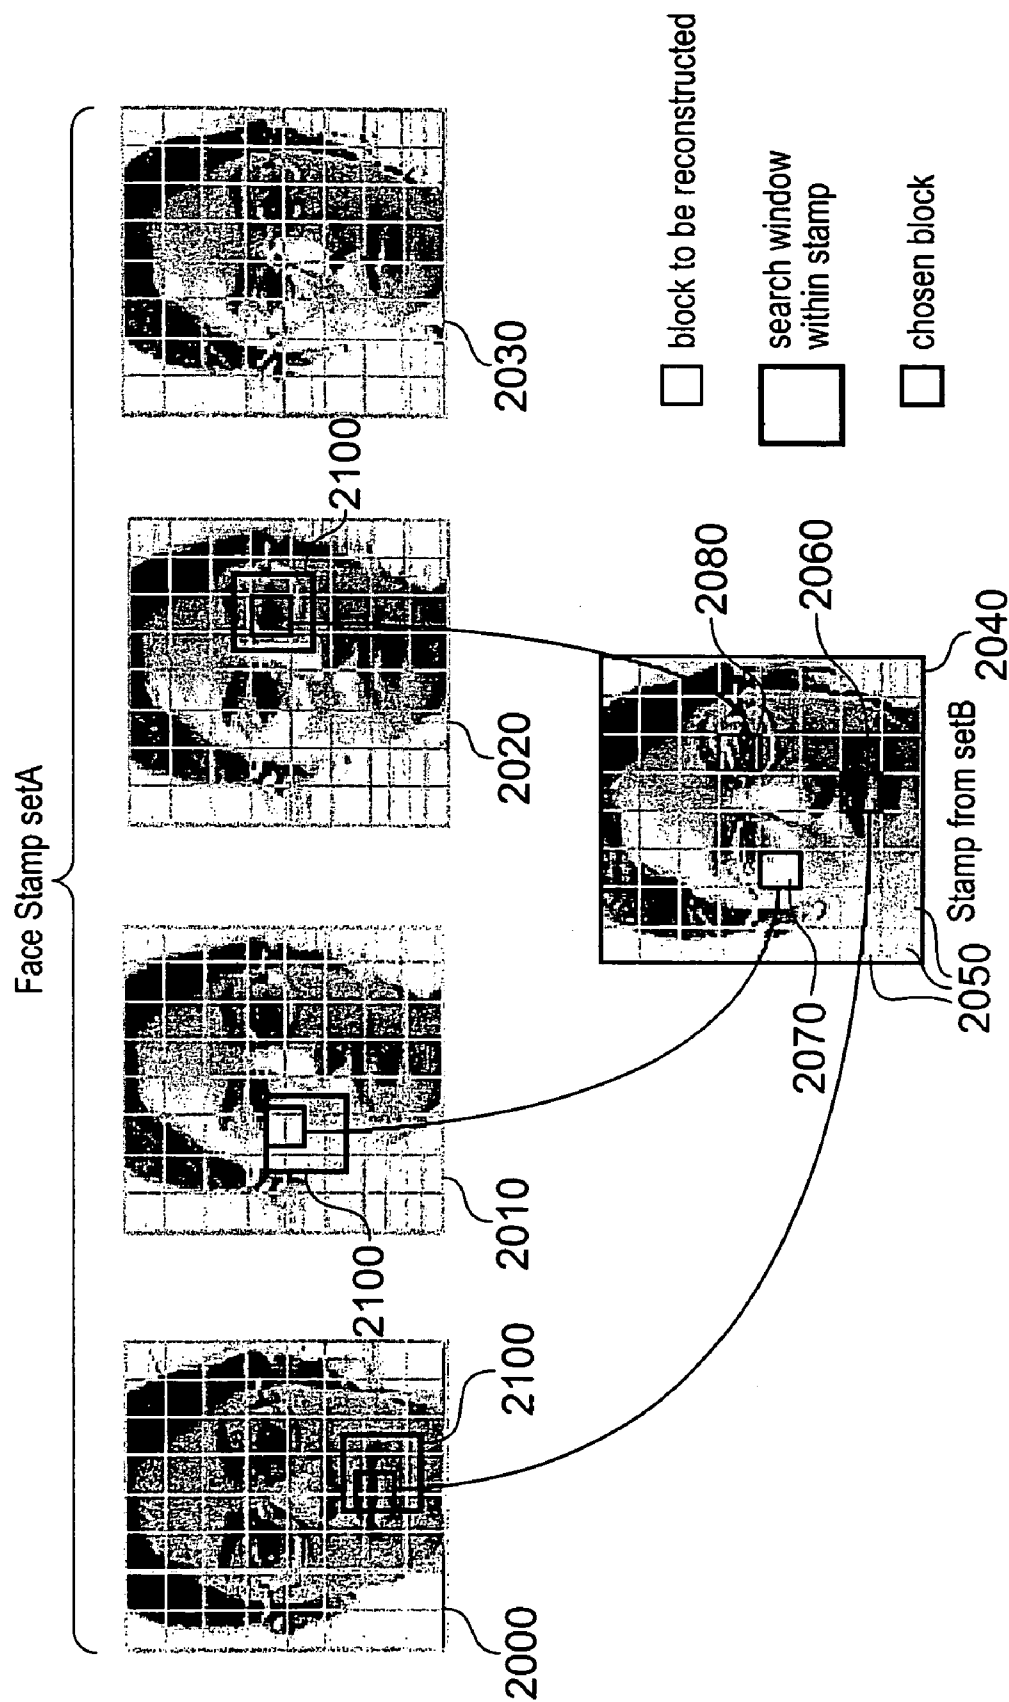 Face Stamp setA
2000
2100
2010
2100
2020
2100
2030
2040
Stamp from setB
2050
2060
2070
2080
block to be reconstructed
search window
within stamp
chosen block